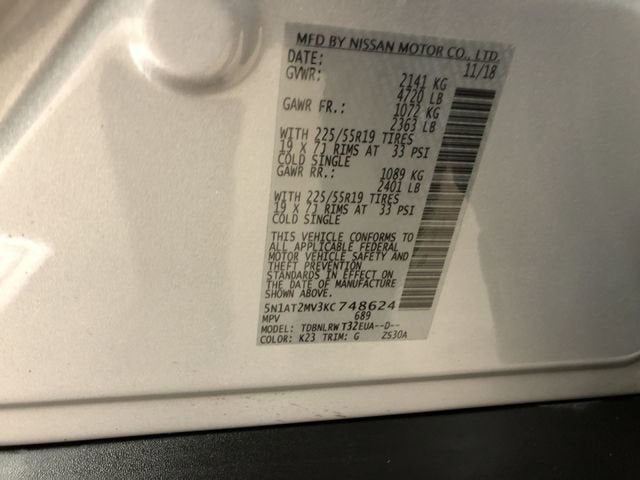 MFD BY NISSAN MOTOR CO., LTD
DATE: 11/18
GVWR: 2141 KG
4720 LB
GAWR FR.: 1072 KG
2363 LB
WITH 225/55R19 TIRES
19 X 7J RIMS AT 33 PSI
COLD SINGLE
GAWR RR.: 1089 KG
2401 LB
WITH 225/55R19 TIRES
19 X 7J RIMS AT 33 PSI
COLD SINGLE
THIS VEHICLE CONFORMS TO
ALL APPLICABLE FEDERAL
MOTOR VEHICLE SAFETY AND
THEFT PREVENTION
STANDARDS IN EFFECT ON
THE DATE OF MANUFACTURE
SHOWN ABOVE.
5N1AT2MV3KC748624
MPV 689
MODEL: TDBNLRW T32EUA--D--
COLOR: K23 TRIM: G ZS30A